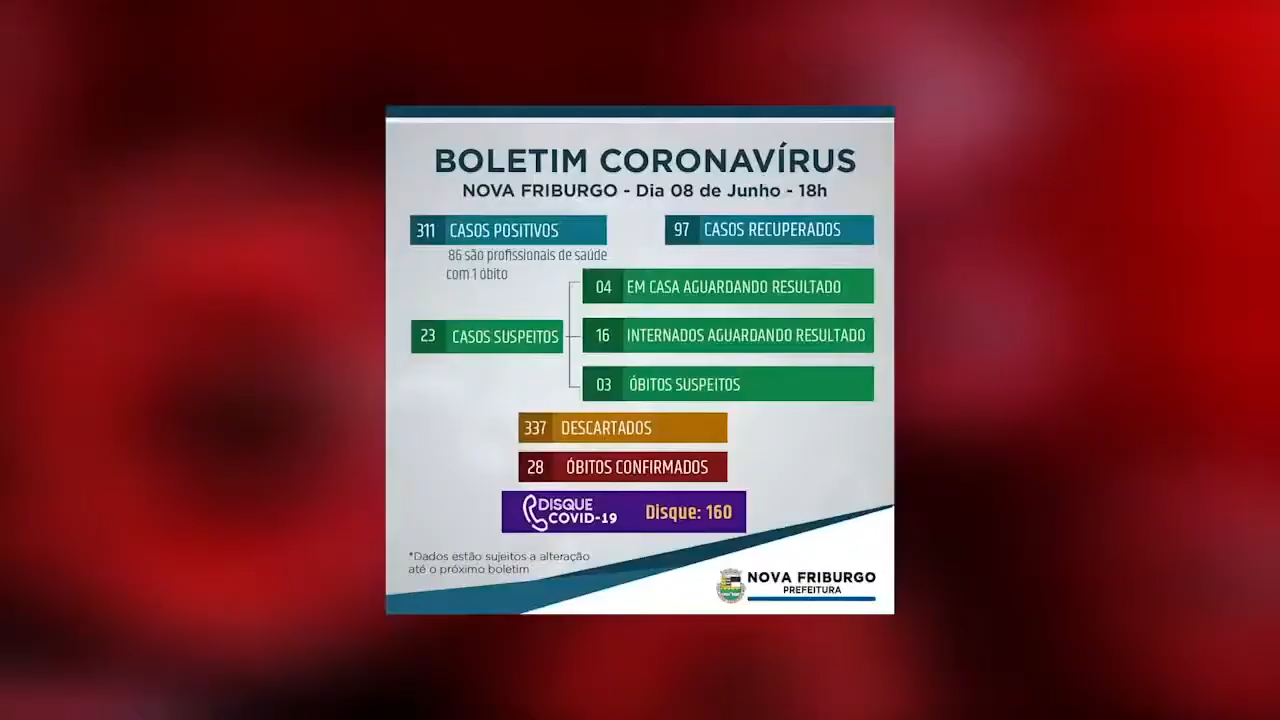 BOLETIM CORONAVÍRUS
NOVA FRIBURGO - Dia 08 de Junho - 18h
311 CASOS POSITIVOS
86 são profissionais de saúde
com 1 óbito
97 CASOS RECUPERADOS
23 CASOS SUSPEITOS
04 EM CASA AGUARDANDO RESULTADO
16 INTERNADOS AGUARDANDO RESULTADO
03 ÓBITOS SUSPEITOS
337 DESCARTADOS
28 ÓBITOS CONFIRMADOS
DISQUE
COVID-19
Disque: 160
*Dados estão sujeitos a alteração
até o próximo boletim
NOVA FRIBURGO
PREFEITURA